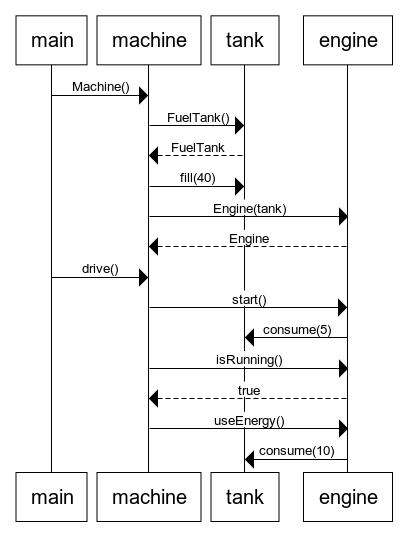 main machine tank engine
Machine()
FuelTank()
FuelTank
fill(40)
Engine(tank)
Engine
drive()
start()
consume(5)
isRunning()
true
useEnergy()
consume(10)
main machine tank engine